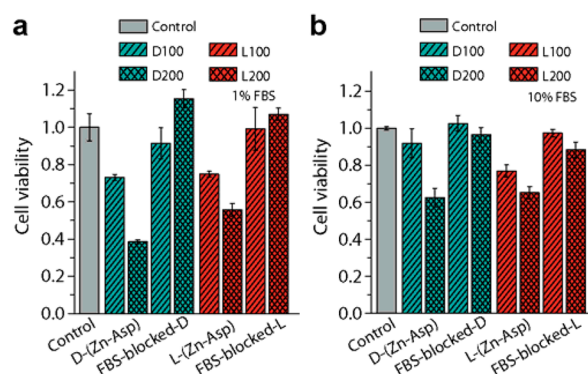 a
Control
D100
L100
D200
L200
1% FBS
Cell viability
1.2
1.0
0.8
0.6
0.4
0.2
0.0
Control
D-(Zn-Asp)
FBS-blocked-D
L-(Zn-Asp)
FBS-blocked-L
b
Control
D100
L100
D200
L200
10% FBS
Cell viability
1.2
1.0
0.8
0.6
0.4
0.2
0.0
Control
D-(Zn-Asp)
FBS-blocked-D
L-(Zn-Asp)
FBS-blocked-L